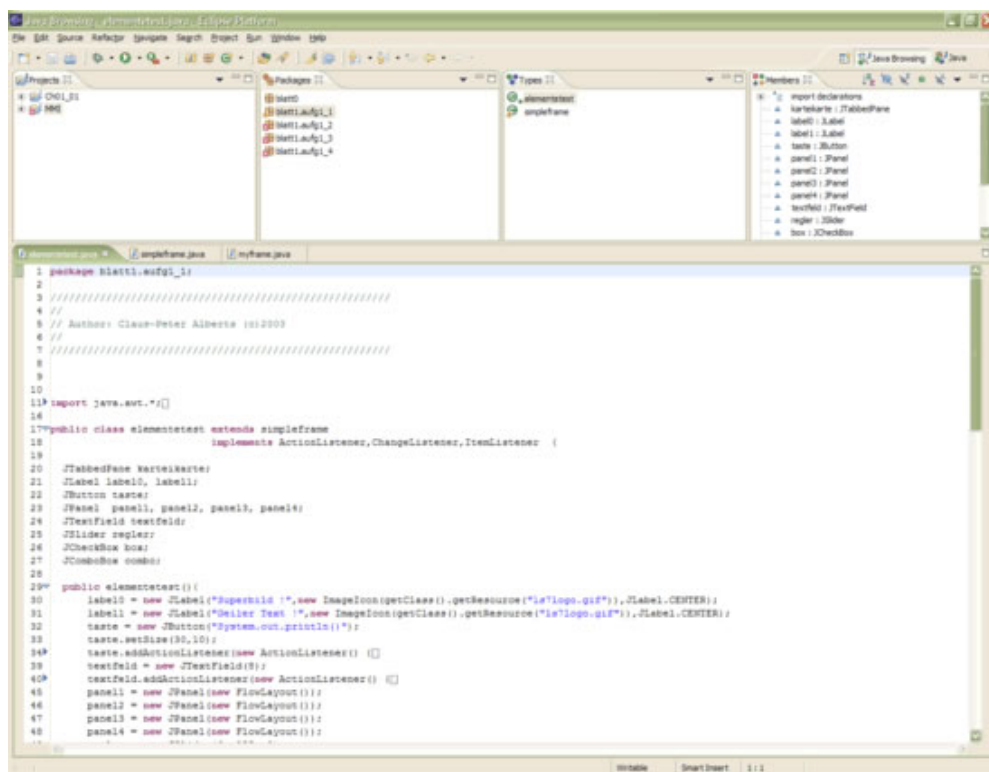 Java Browsing - elementetest.java - Eclipse Platform
File Edit Source Refactor Navigate Search Project Run Window Help
Java Browsing Java
Projects
Ch01_01
MMI
Packages
blatt0
blatt1.aufg1_1
blatt1.aufg1_2
blatt1.aufg1_3
blatt1.aufg1_4
Types
elementetest
simpleframe
Members
import declarations
karteikarte : JTabbedPane
label0 : JLabel
label1 : JLabel
taste : JButton
panel1 : JPanel
panel2 : JPanel
panel3 : JPanel
panel4 : JPanel
textfeld : JTextField
regler : JSlider
box : JCheckBox
elementetest.java simpleframe.java myframe.java
1 package blatt1.aufg1_1;
2
3 //////////////////////////////////////////////////////
4 //
5 // Author: Claus-Peter Alberts (c)2003
6 //
7 //////////////////////////////////////////////////////
8
9
10
11 import java.awt.*;
16
17 public class elementetest extends simpleframe
18 implements ActionListener,ChangeListener,ItemListener {
19
20 JTabbedPane karteikarte;
21 JLabel label0, label1;
22 JButton taste;
23 JPanel panel1, panel2, panel3, panel4;
24 JTextField textfeld;
25 JSlider regler;
26 JCheckBox box;
27 JComboBox combo;
28
29 public elementetest(){
30 label0 = new JLabel("Superbild !",new ImageIcon(getClass().getResource("ls7logo.gif")),JLabel.CENTER);
31 label1 = new JLabel("Geiler Text !",new ImageIcon(getClass().getResource("ls7logo.gif")),JLabel.CENTER);
32 taste = new JButton("System.out.println()");
33 taste.setSize(30,10);
34 taste.addActionListener(new ActionListener() {
39 textfeld = new JTextField(8);
40 textfeld.addActionListener(new ActionListener() {
45 panel1 = new JPanel(new FlowLayout());
46 panel2 = new JPanel(new FlowLayout());
47 panel3 = new JPanel(new FlowLayout());
48 panel4 = new JPanel(new FlowLayout());
Writable Smart Insert 1 : 1